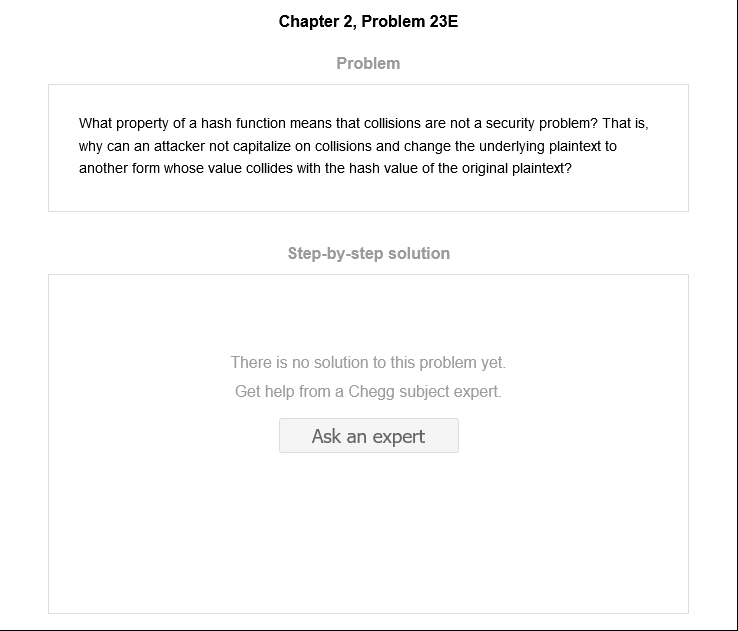 Chapter 2, Problem 23E
Problem
What property of a hash function means that collisions are not a security problem? That is,
why can an attacker not capitalize on collisions and change the underlying plaintext to
another form whose value collides with the hash value of the original plaintext?
Step-by-step solution
There is no solution to this problem yet.
Get help from a Chegg subject expert.
Ask an expert